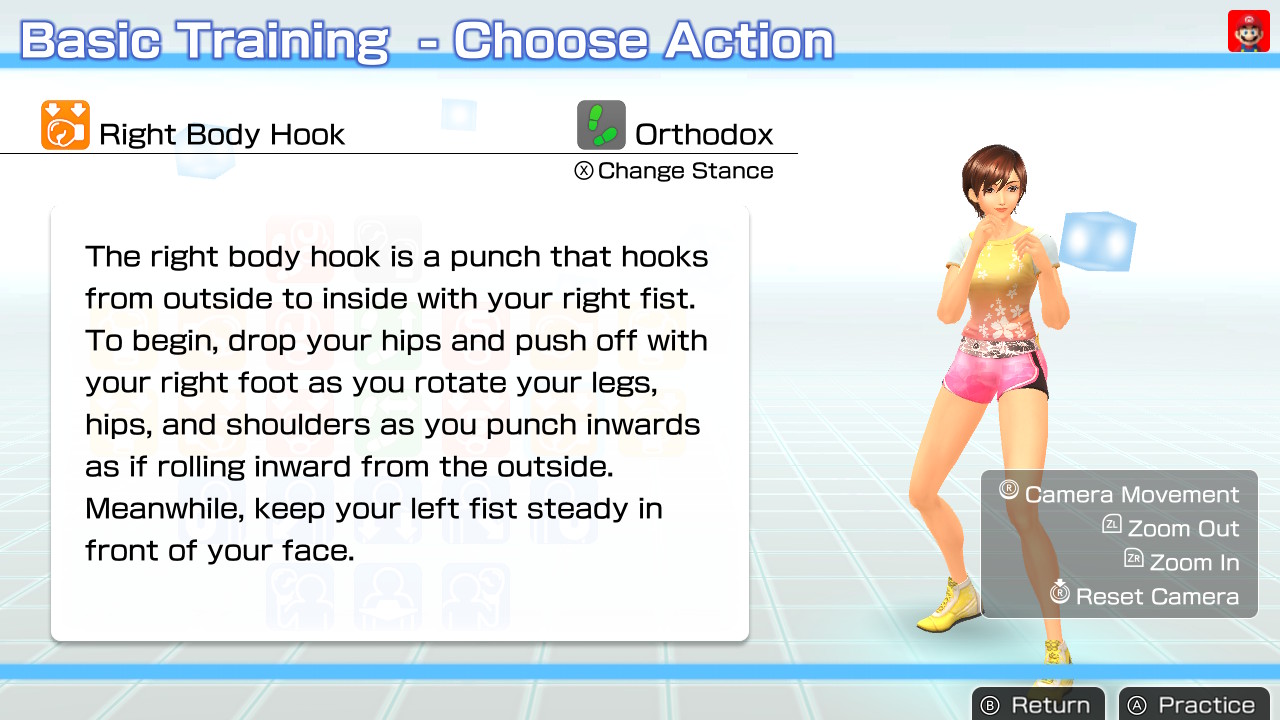 Basic Training - Choose Action
Right Body Hook
Orthodox
X Change Stance
The right body hook is a punch that hooks
from outside to inside with your right fist.
To begin, drop your hips and push off with
your right foot as you rotate your legs,
hips, and shoulders as you punch inwards
as if rolling inward from the outside.
Meanwhile, keep your left fist steady in
front of your face.
R Camera Movement
ZL Zoom Out
ZR Zoom In
R Reset Camera
B Return
A Practice